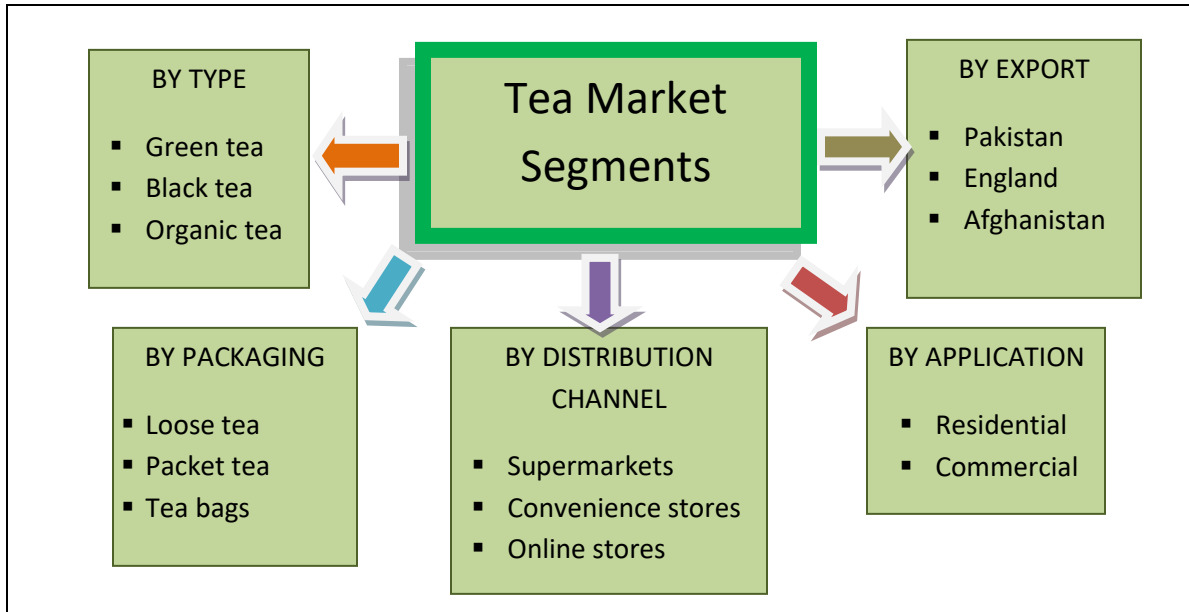 Tea Market
Segments
BY TYPE
▪ Green tea
▪ Black tea
▪ Organic tea
BY EXPORT
▪ Pakistan
▪ England
▪ Afghanistan
BY PACKAGING
▪ Loose tea
▪ Packet tea
▪ Tea bags
BY DISTRIBUTION
CHANNEL
▪ Supermarkets
▪ Convenience stores
▪ Online stores
BY APPLICATION
▪ Residential
▪ Commercial